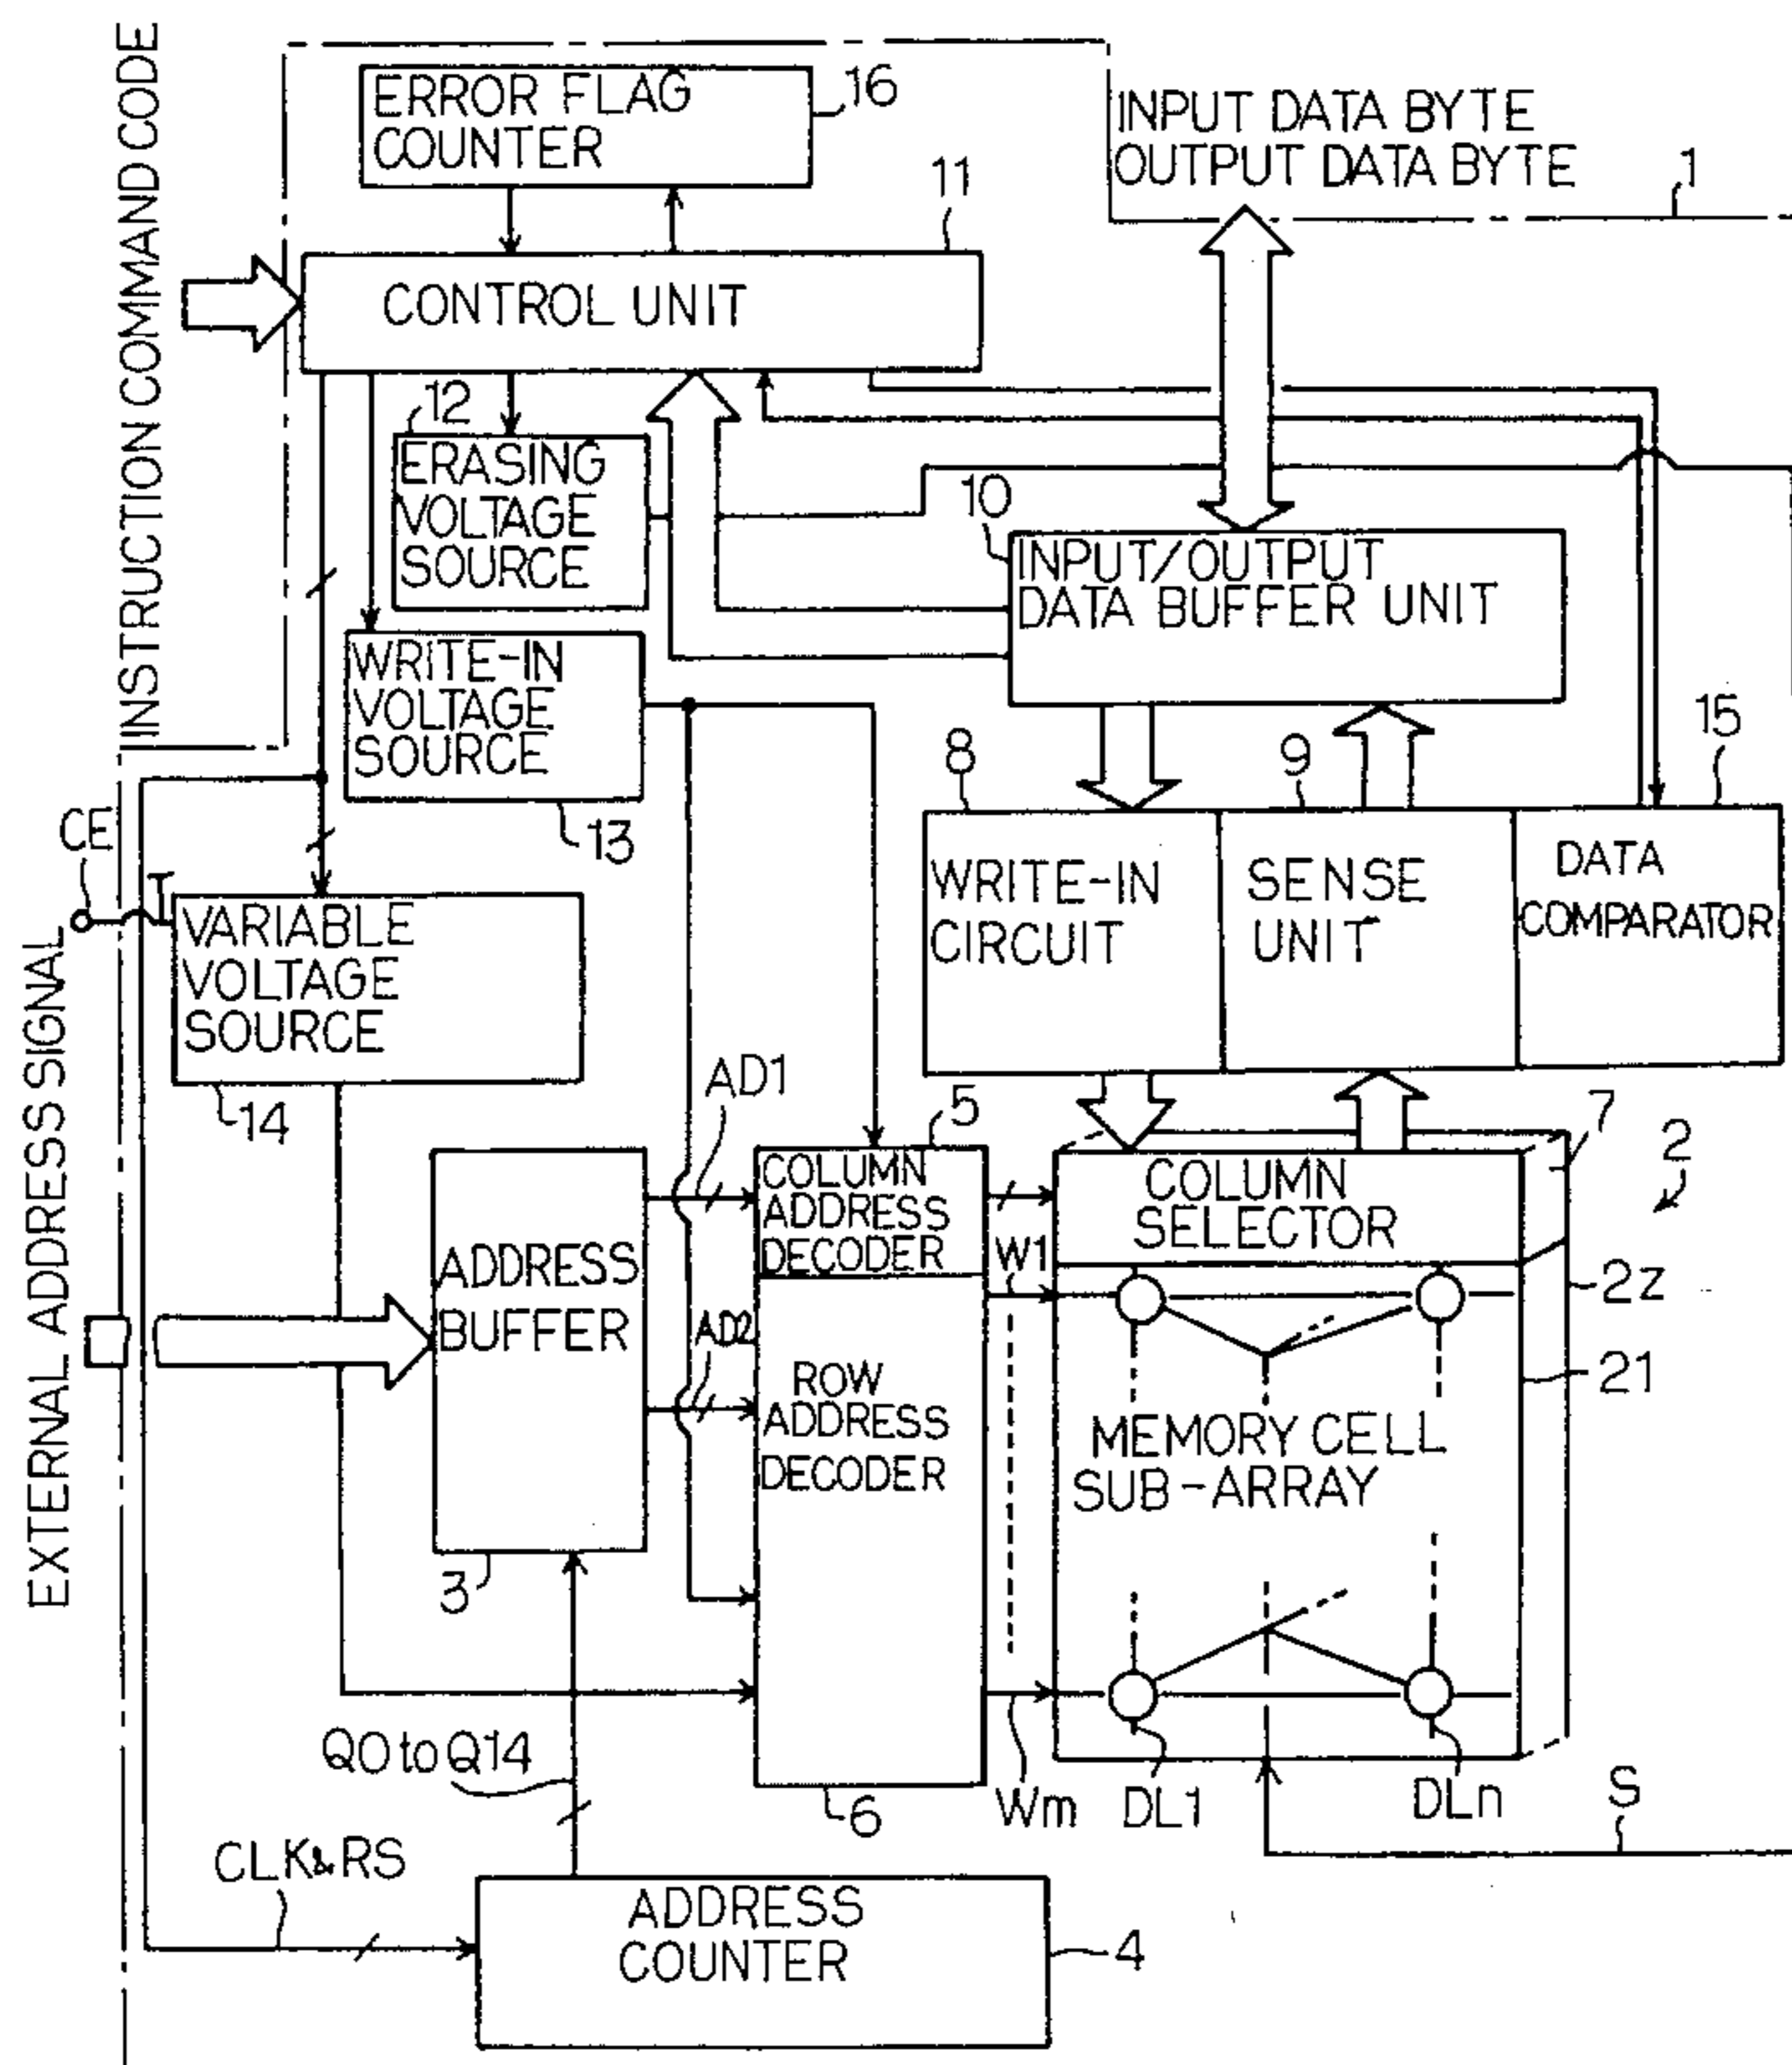 INSTRUCTION COMMAND CODE
ERROR FLAG
COUNTER
16
INPUT DATA BYTE
OUTPUT DATA BYTE
1
11
CONTROL UNIT
12
ERASING
VOLTAGE
SOURCE
10
INPUT/OUTPUT
DATA BUFFER UNIT
WRITE-IN
VOLTAGE
SOURCE
13
8
9
15
WRITE-IN
CIRCUIT
SENSE
UNIT
DATA
COMPARATOR
CE
T
VARIABLE
VOLTAGE
SOURCE
14
EXTERNAL ADDRESS SIGNAL
AD1
5
7
2
COLUMN
ADDRESS
DECODER
COLUMN
SELECTOR
W1
2z
21
ADDRESS
BUFFER
AD2
ROW
ADDRESS
DECODER
MEMORY CELL
SUB-ARRAY
3
Q0 to Q14
6
Wm
DL1
DLn
S
CLK&RS
ADDRESS
COUNTER
4